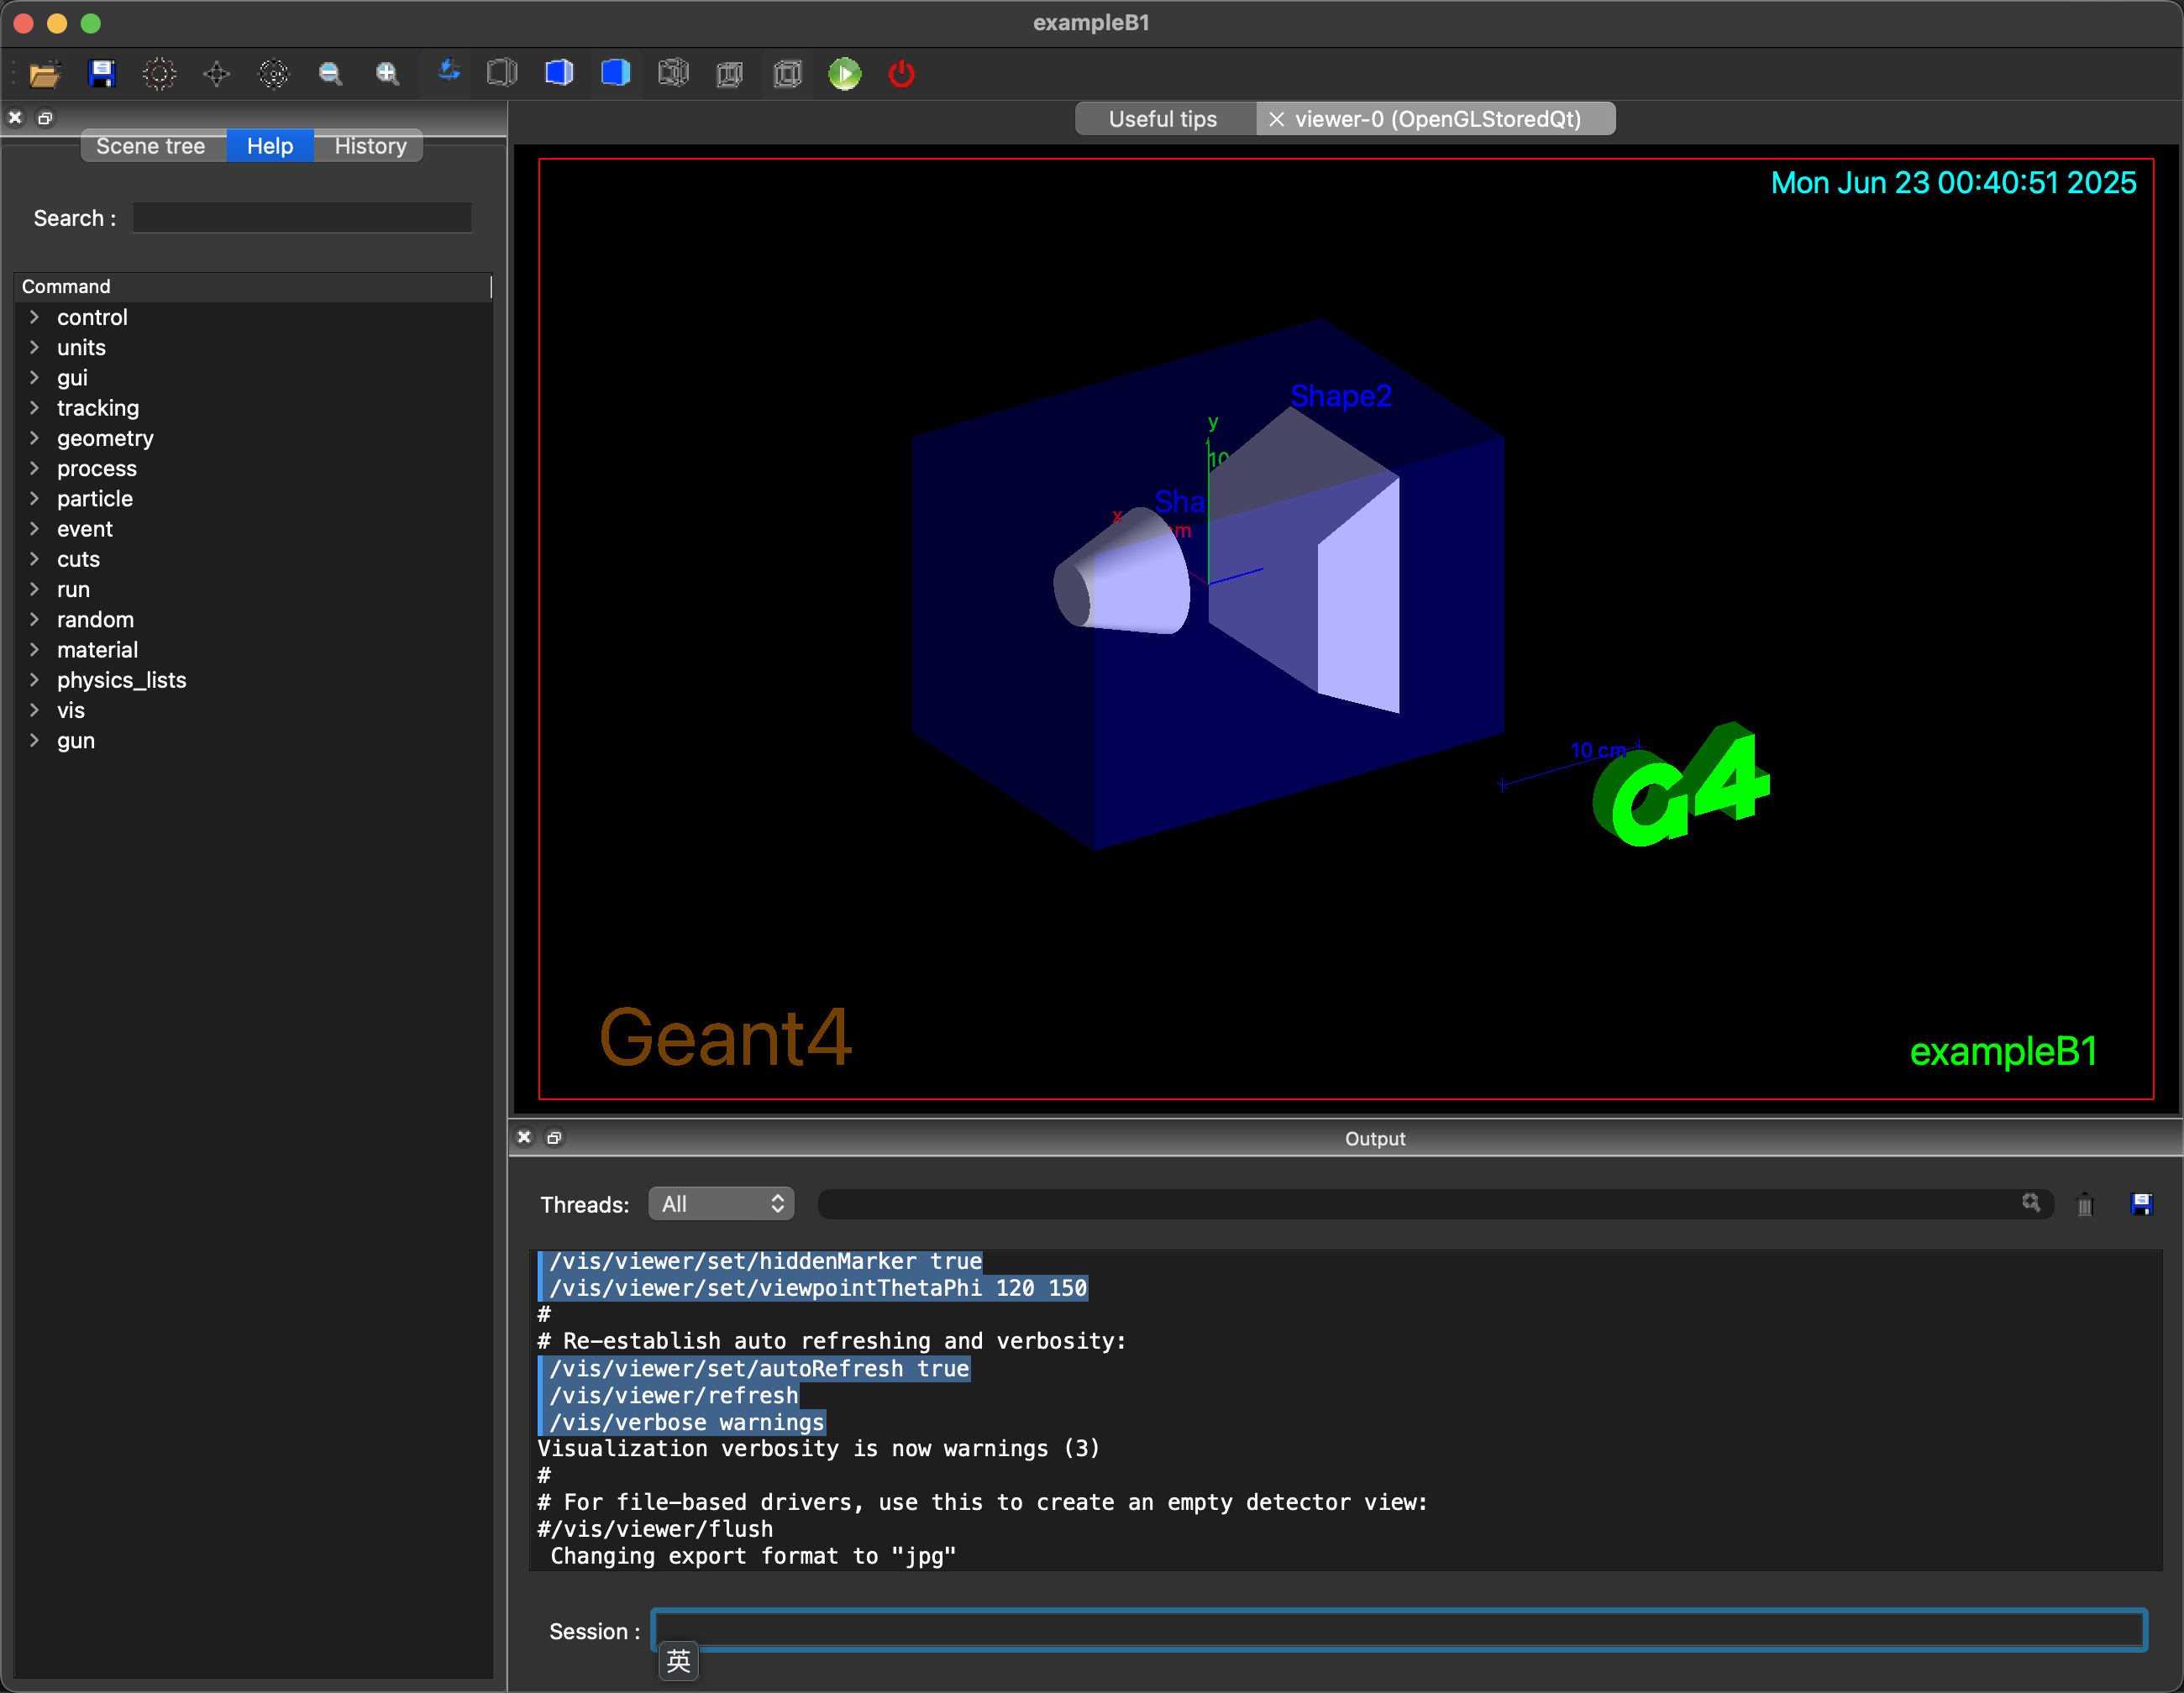 exampleB1
Useful tips
viewer-0 (OpenGLStoredQt)
Scene tree
Help
History
Search :
Command
control
units
gui
tracking
geometry
process
particle
event
cuts
run
random
material
physics_lists
vis
gun
Mon Jun 23 00:40:51 2025
Shape2
y
10
Sha
x
cm
10 cm
G4
Geant4
exampleB1
Output
Threads:
All
/vis/viewer/set/hiddenMarker true
/vis/viewer/set/viewpointThetaPhi 120 150
#
# Re-establish auto refreshing and verbosity:
/vis/viewer/set/autoRefresh true
/vis/viewer/refresh
/vis/verbose warnings
Visualization verbosity is now warnings (3)
#
# For file-based drivers, use this to create an empty detector view:
#/vis/viewer/flush
Changing export format to "jpg"
Session :
英